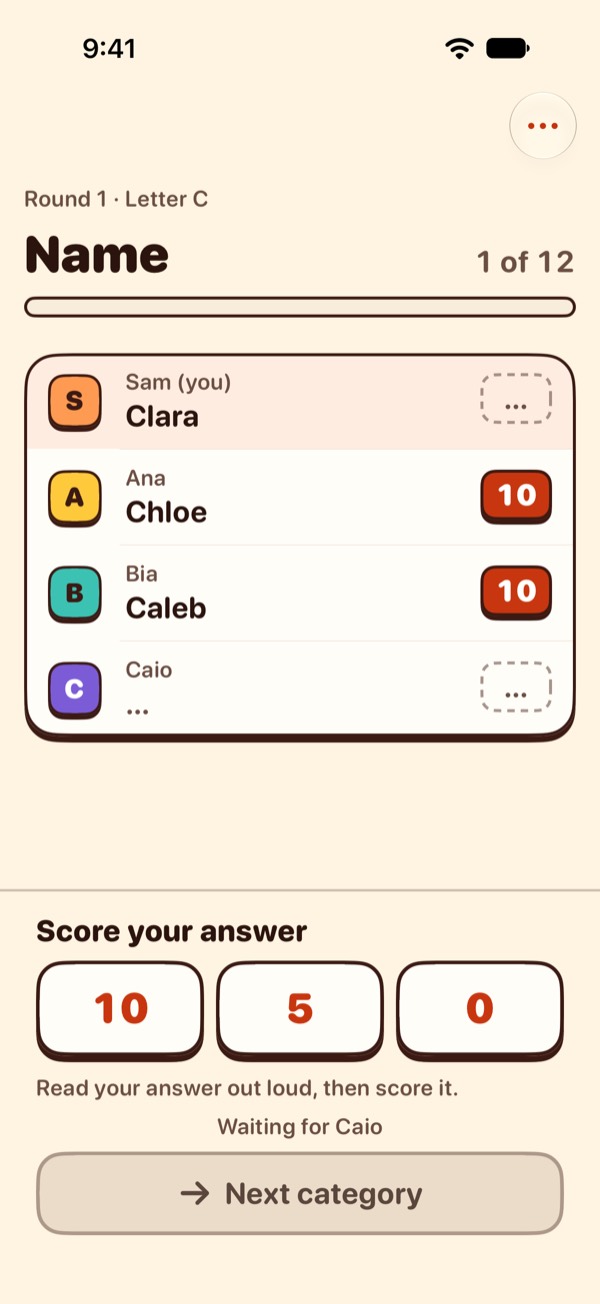 9:41
...
Round 1 · Letter C
Name
1 of 12
S
Sam (you)
Clara
...
A
Ana
Chloe
10
B
Bia
Caleb
10
C
Caio
...
...
Score your answer
10
5
0
Read your answer out loud, then score it.
Waiting for Caio
→ Next category